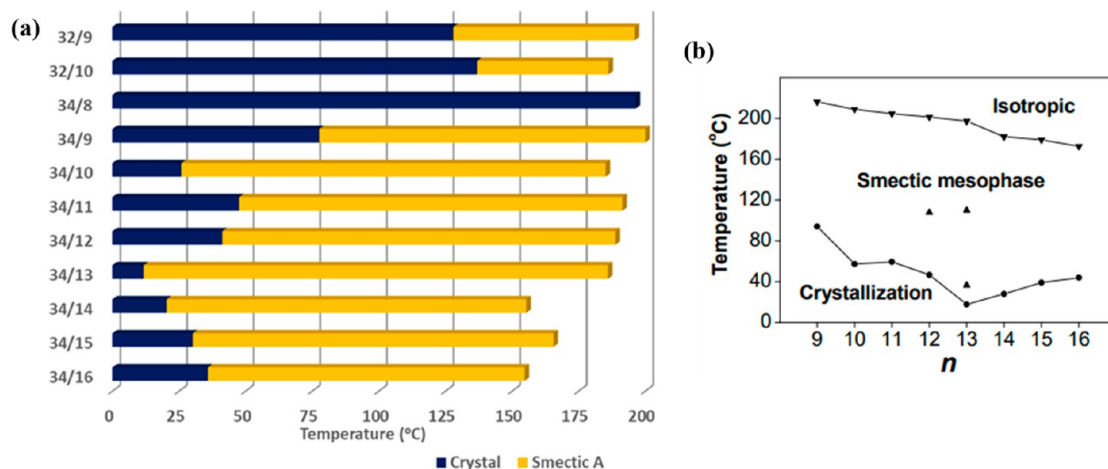 (a)
32/9
32/10
34/8
34/9
34/10
34/11
34/12
34/13
34/14
34/15
34/16
0 25 50 75 100 125 150 175 200
Temperature (°C)
Crystal Smectic A
(b)
Temperature (°C)
200
160
120
80
40
0
Isotropic
Smectic mesophase
Crystallization
9 10 11 12 13 14 15 16
n